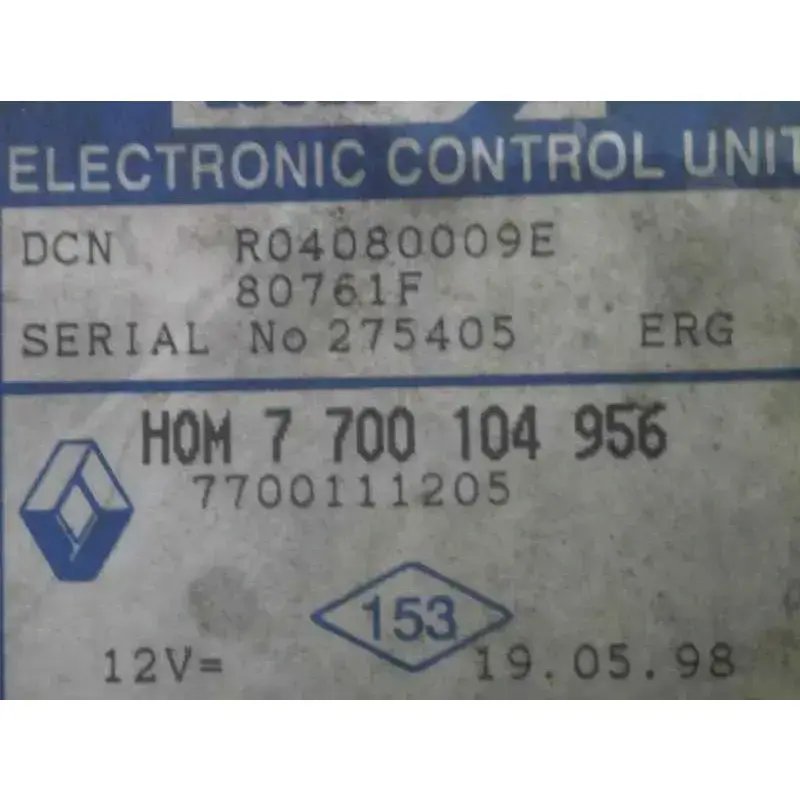 ELECTRONIC CONTROL UNIT
DCN R04080009E
80761F
SERIAL No 275405 ERG
HOM 7 700 104 956
7700111205
153
12V= 19.05.98